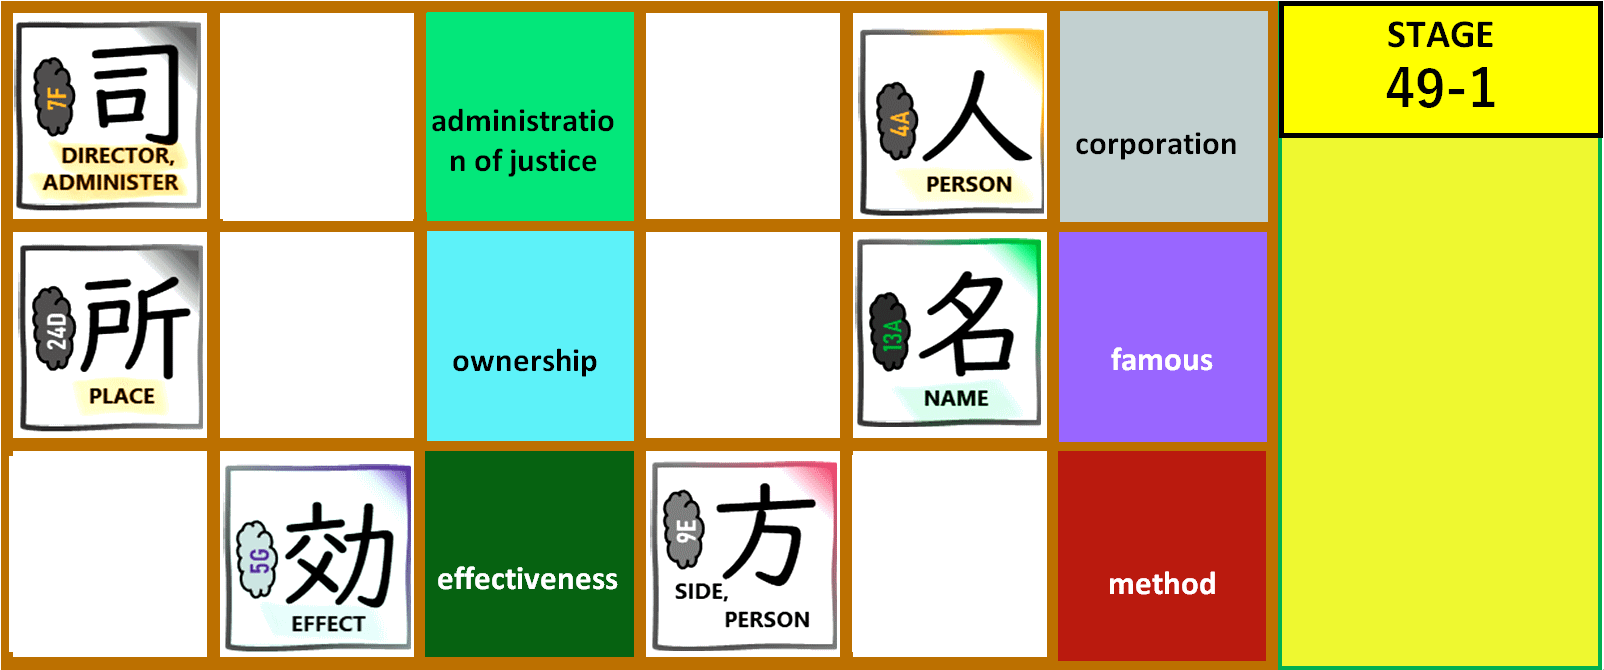 司
7F
DIRECTOR,
ADMINISTER
administratio
n of justice
人
4A
PERSON
corporation
STAGE
49-1
所
24D
PLACE
ownership
名
13A
NAME
famous
効
5G
EFFECT
effectiveness
方
9E
SIDE,
PERSON
method